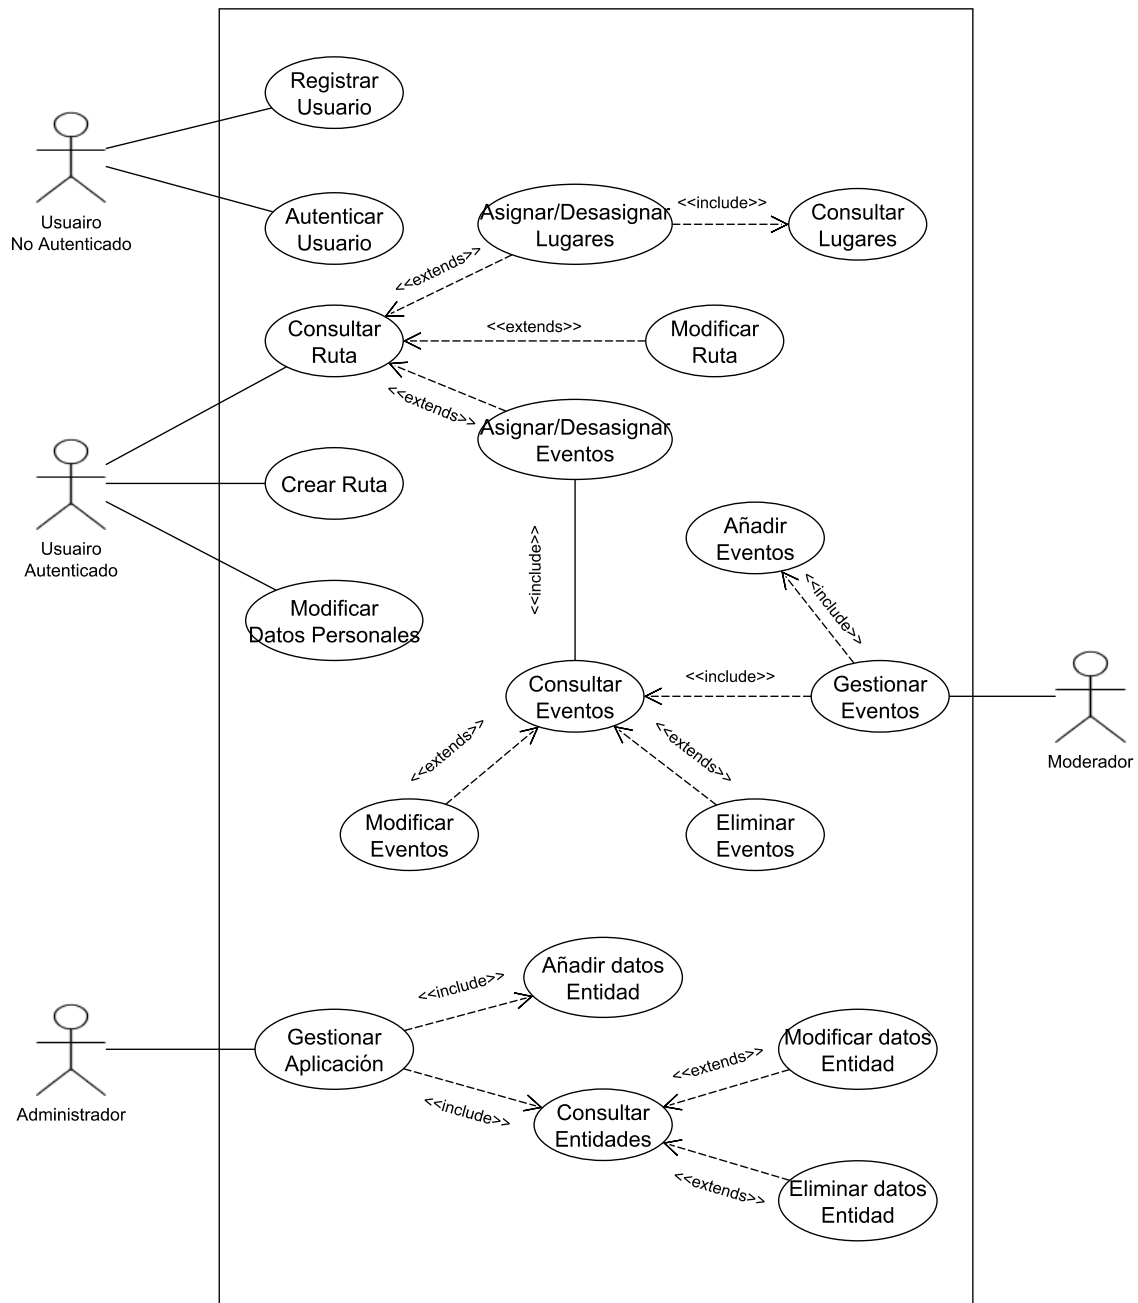 Registrar
Usuario
Usuairo
No Autenticado
Autenticar
Usuario
Asignar/Desasignar
Lugares
<<include>>
Consultar
Lugares
<<extends>>
Consultar
Ruta
<<extends>>
Modificar
Ruta
<<extends>>
Asignar/Desasignar
Eventos
Usuairo
Autenticado
Crear Ruta
<<include>>
Añadir
Eventos
<<include>>
Modificar
Datos Personales
Consultar
Eventos
<<include>>
Gestionar
Eventos
Moderador
<<extends>>
<<extends>>
Modificar
Eventos
Eliminar
Eventos
Añadir datos
Entidad
<<include>>
Administrador
Gestionar
Aplicación
<<include>>
Consultar
Entidades
<<extends>>
Modificar datos
Entidad
<<extends>>
Eliminar datos
Entidad